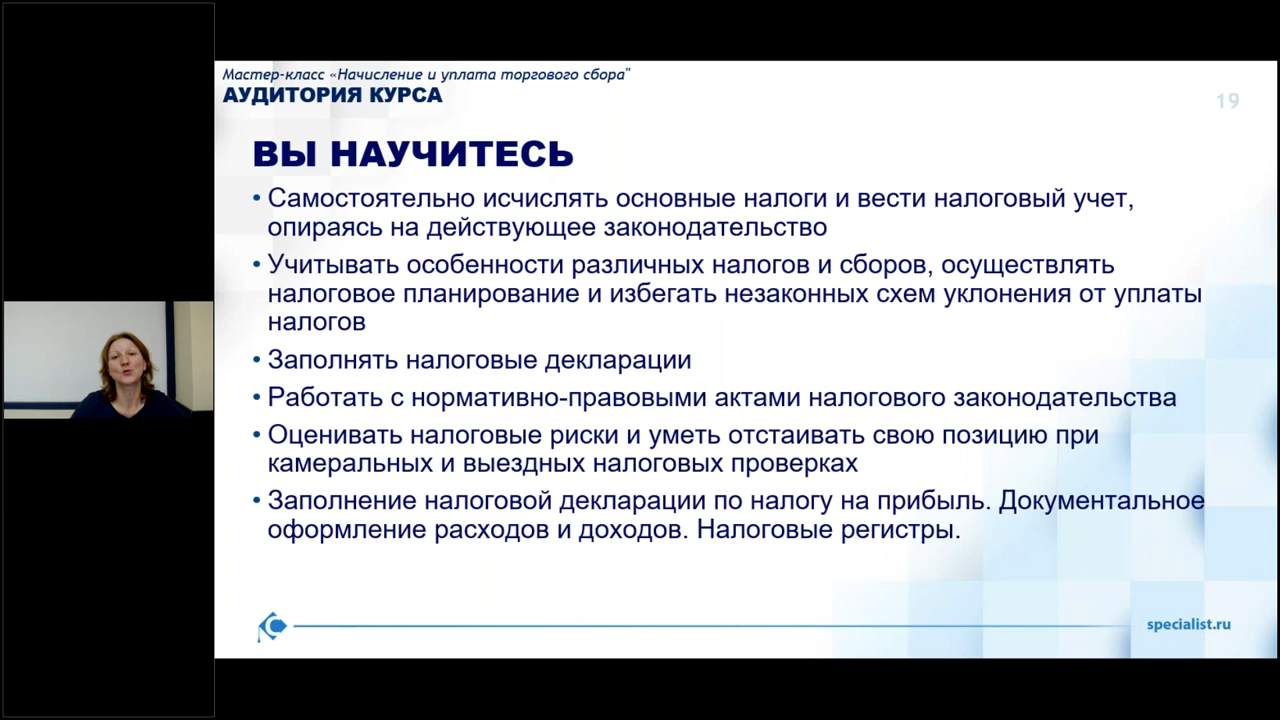 Мастер-класс «Начисление и уплата торгового сбора"
АУДИТОРИЯ КУРСА
19
ВЫ НАУЧИТЕСЬ
• Самостоятельно исчислять основные налоги и вести налоговый учет,
опираясь на действующее законодательство
• Учитывать особенности различных налогов и сборов, осуществлять
налоговое планирование и избегать незаконных схем уклонения от уплаты
налогов
• Заполнять налоговые декларации
• Работать с нормативно-правовыми актами налогового законодательства
• Оценивать налоговые риски и уметь отстаивать свою позицию при
камеральных и выездных налоговых проверках
• Заполнение налоговой декларации по налогу на прибыль. Документальное
оформление расходов и доходов. Налоговые регистры.
specialist.ru